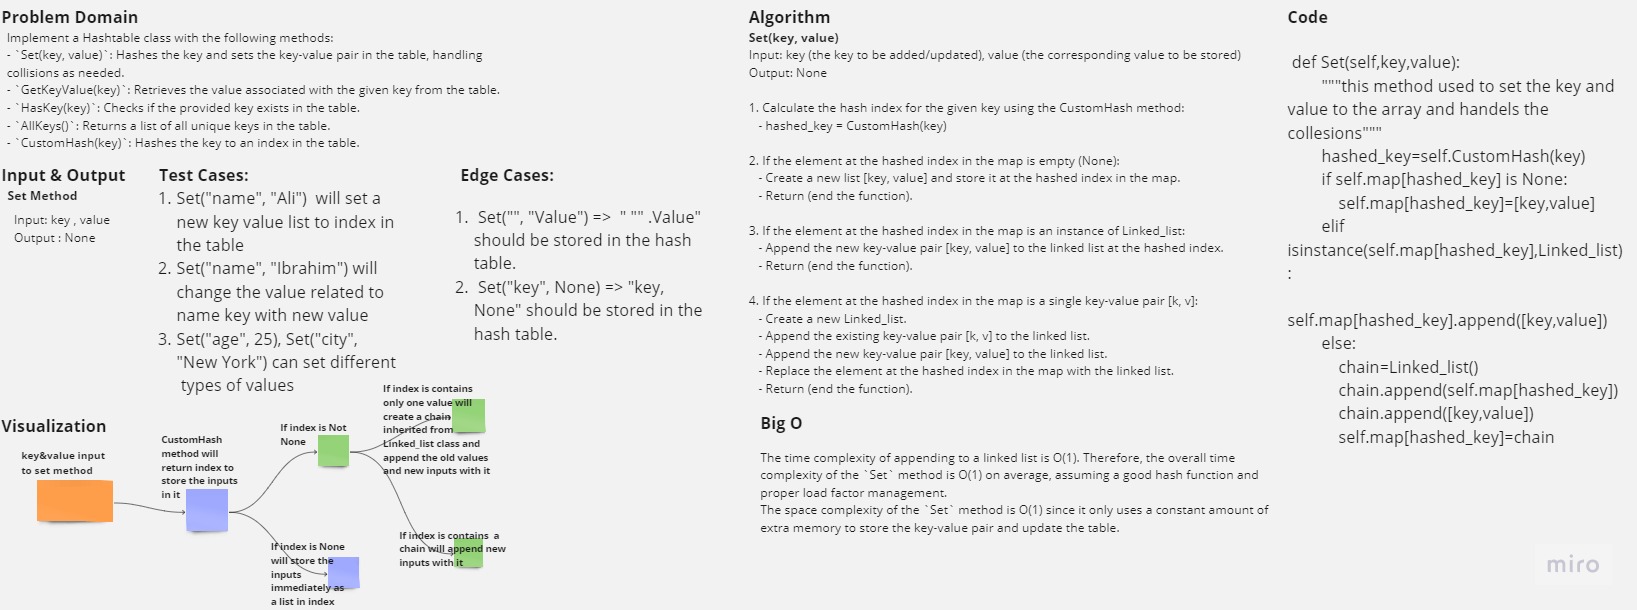 Problem Domain
Implement a Hashtable class with the following methods:
- `Set(key, value)`: Hashes the key and sets the key-value pair in the table, handling
collisions as needed.
- `GetKeyValue(key)`: Retrieves the value associated with the given key from the table.
- `HasKey(key)`: Checks if the provided key exists in the table.
- `AllKeys()`: Returns a list of all unique keys in the table.
- `CustomHash(key)`: Hashes the key to an index in the table.
Input & Output
Set Method
Input: key , value
Output : None
Test Cases:
1. Set("name", "Ali")  will set a
new key value list to index in
the table
2. Set("name", "Ibrahim") will
change the value related to
name key with new value
3. Set("age", 25), Set("city",
"New York") can set different
types of values
Edge Cases:
1.  Set("", "Value") =>  " "" .Value"
should be stored in the hash
table.
2.  Set("key", None) => "key,
None" should be stored in the
hash table.
Visualization
key&value input
to set method
CustomHash
method will
return index to
store the inputs
in it
If index is Not
None
If index is contains
only one value will
create a chain
inherited from
Linked_list class and
append the old values
and new inputs with it
If index is contains  a
chain will append new
inputs with it
If index is None
will store the
inputs
immediately as
a list in index
Algorithm
Set(key, value)
Input: key (the key to be added/updated), value (the corresponding value to be stored)
Output: None
1. Calculate the hash index for the given key using the CustomHash method:
- hashed_key = CustomHash(key)
2. If the element at the hashed index in the map is empty (None):
- Create a new list [key, value] and store it at the hashed index in the map.
- Return (end the function).
3. If the element at the hashed index in the map is an instance of Linked_list:
- Append the new key-value pair [key, value] to the linked list at the hashed index.
- Return (end the function).
4. If the element at the hashed index in the map is a single key-value pair [k, v]:
- Create a new Linked_list.
- Append the existing key-value pair [k, v] to the linked list.
- Append the new key-value pair [key, value] to the linked list.
- Replace the element at the hashed index in the map with the linked list.
- Return (end the function).
Big O
The time complexity of appending to a linked list is O(1). Therefore, the overall time
complexity of the `Set` method is O(1) on average, assuming a good hash function and
proper load factor management.
The space complexity of the `Set` method is O(1) since it only uses a constant amount of
extra memory to store the key-value pair and update the table.
Code
def Set(self,key,value):
"""this method used to set the key and
value to the array and handels the
collesions"""
hashed_key=self.CustomHash(key)
if self.map[hashed_key] is None:
self.map[hashed_key]=[key,value]
elif
isinstance(self.map[hashed_key],Linked_list)
:
self.map[hashed_key].append([key,value])
else:
chain=Linked_list()
chain.append(self.map[hashed_key])
chain.append([key,value])
self.map[hashed_key]=chain
miro